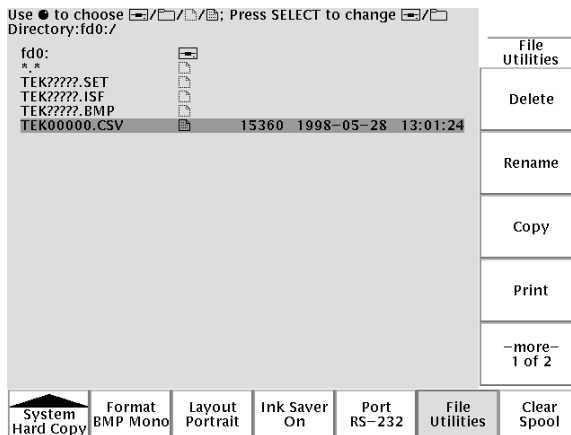 Use ● to choose / / / ; Press SELECT to change /
Directory:fd0:/
fd0:
*.*
TEK?????.SET
TEK?????.ISF
TEK?????.BMP
TEK00000.CSV 15360 1998-05-28 13:01:24
File
Utilities
Delete
Rename
Copy
Print
-more-
1 of 2
System
Hard Copy
Format
BMP Mono
Layout
Portrait
Ink Saver
On
Port
RS-232
File
Utilities
Clear
Spool